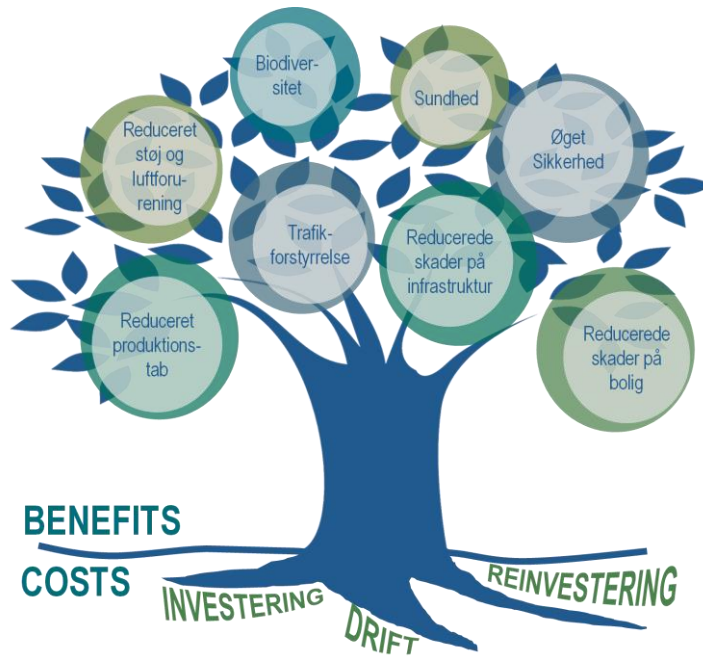 Biodiver-
sitet
Sundhed
Reduceret
støj og
luftforu-
rening
Øget
Sikkerhed
Trafik-
forstyrrelse
Reducerede
skader på
infrastruktur
Reduceret
produktions-
tab
Reducerede
skader på
bolig
BENEFITS
COSTS
INVESTERING
DRIFT
REINVESTERING